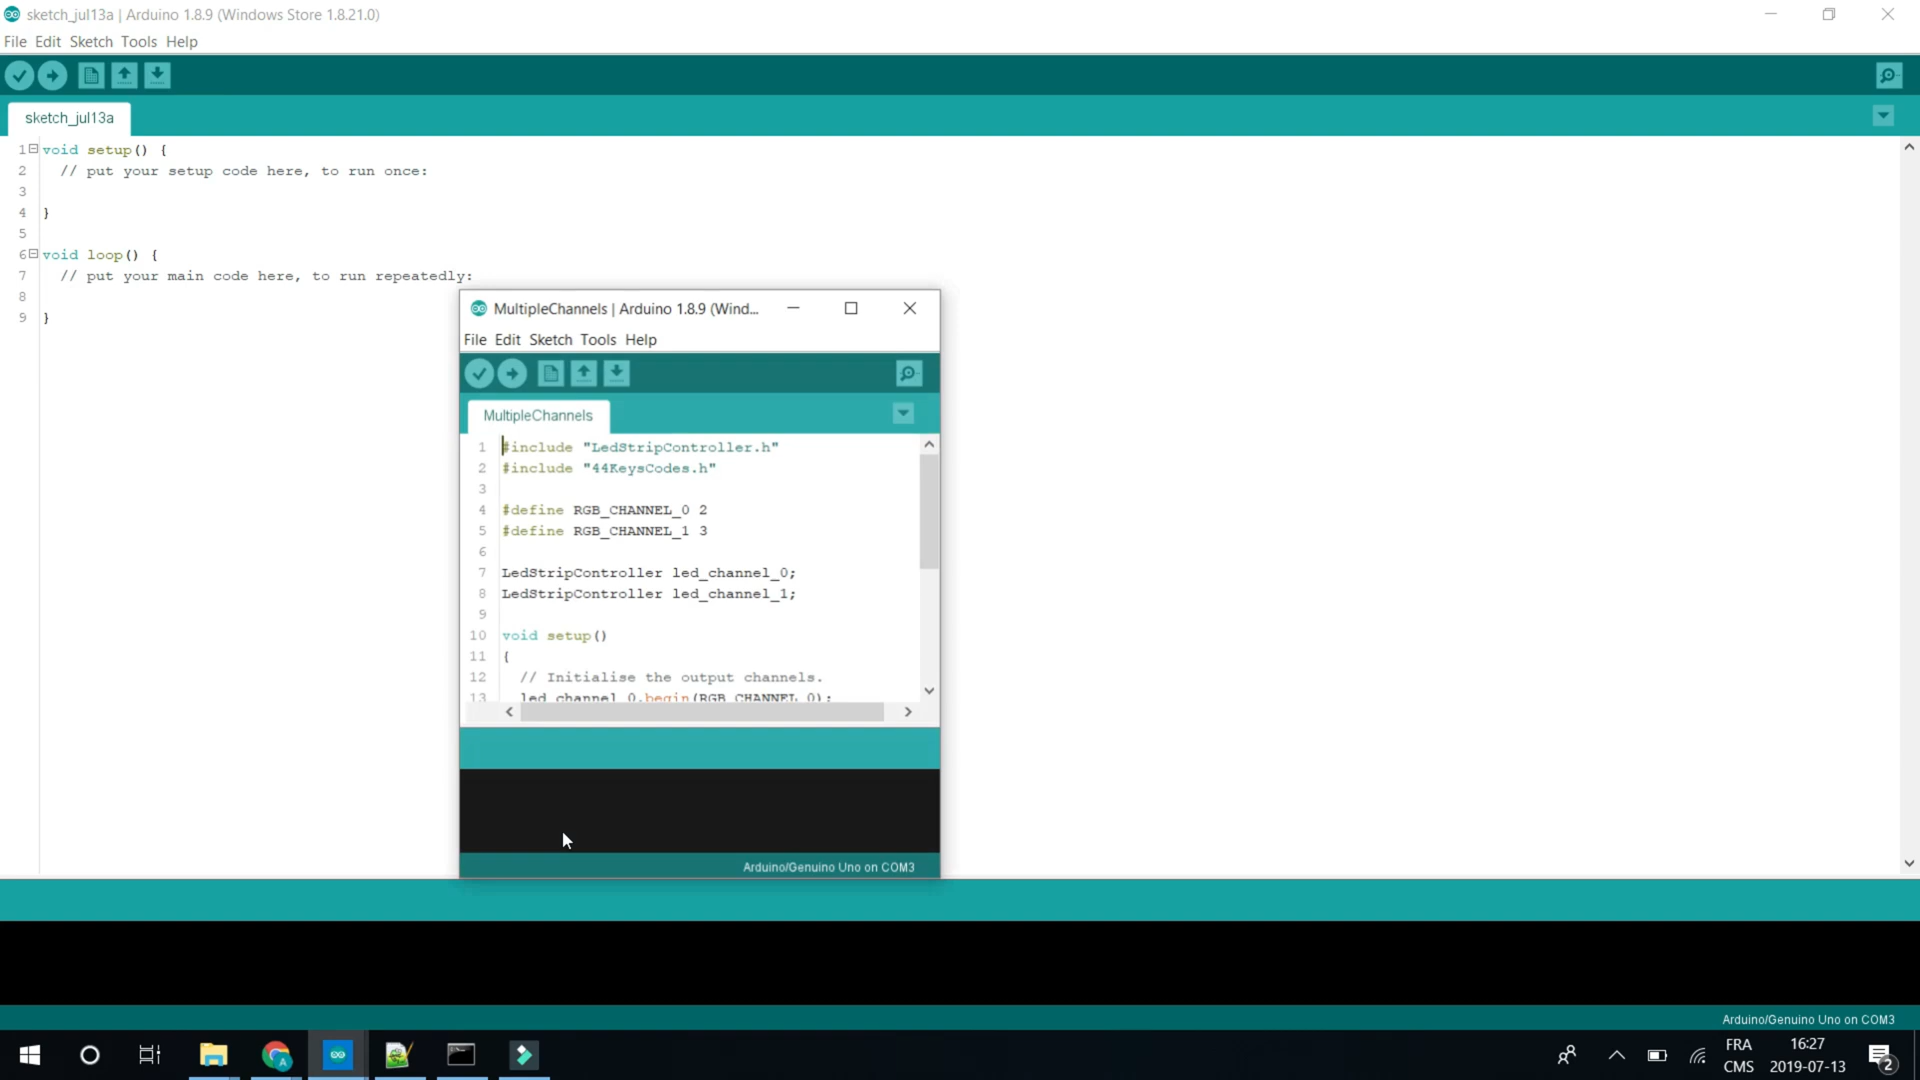 sketch_jul13a | Arduino 1.8.9 (Windows Store 1.8.21.0)
File Edit Sketch Tools Help
sketch_jul13a
1 void setup() {
2 // put your setup code here, to run once:
3
4 }
5
6 void loop() {
7 // put your main code here, to run repeatedly:
8
9 }
MultipleChannels | Arduino 1.8.9 (Wind...
File Edit Sketch Tools Help
MultipleChannels
1 #include "LedStripController.h"
2 #include "44KeysCodes.h"
3
4 #define RGB_CHANNEL_0 2
5 #define RGB_CHANNEL_1 3
6
7 LedStripController led_channel_0;
8 LedStripController led_channel_1;
9
10 void setup()
11 {
12 // Initialise the output channels.
13 led_channel_0.begin(RGB_CHANNEL_0);
Arduino/Genuino Uno on COM3
Arduino/Genuino Uno on COM3
FRA
CMS
16:27
2019-07-13
2